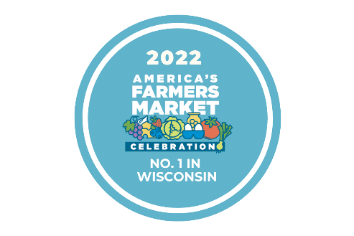 2022
AMERICA'S
FARMERS
MARKET
CELEBRATION
NO. 1 IN
WISCONSIN